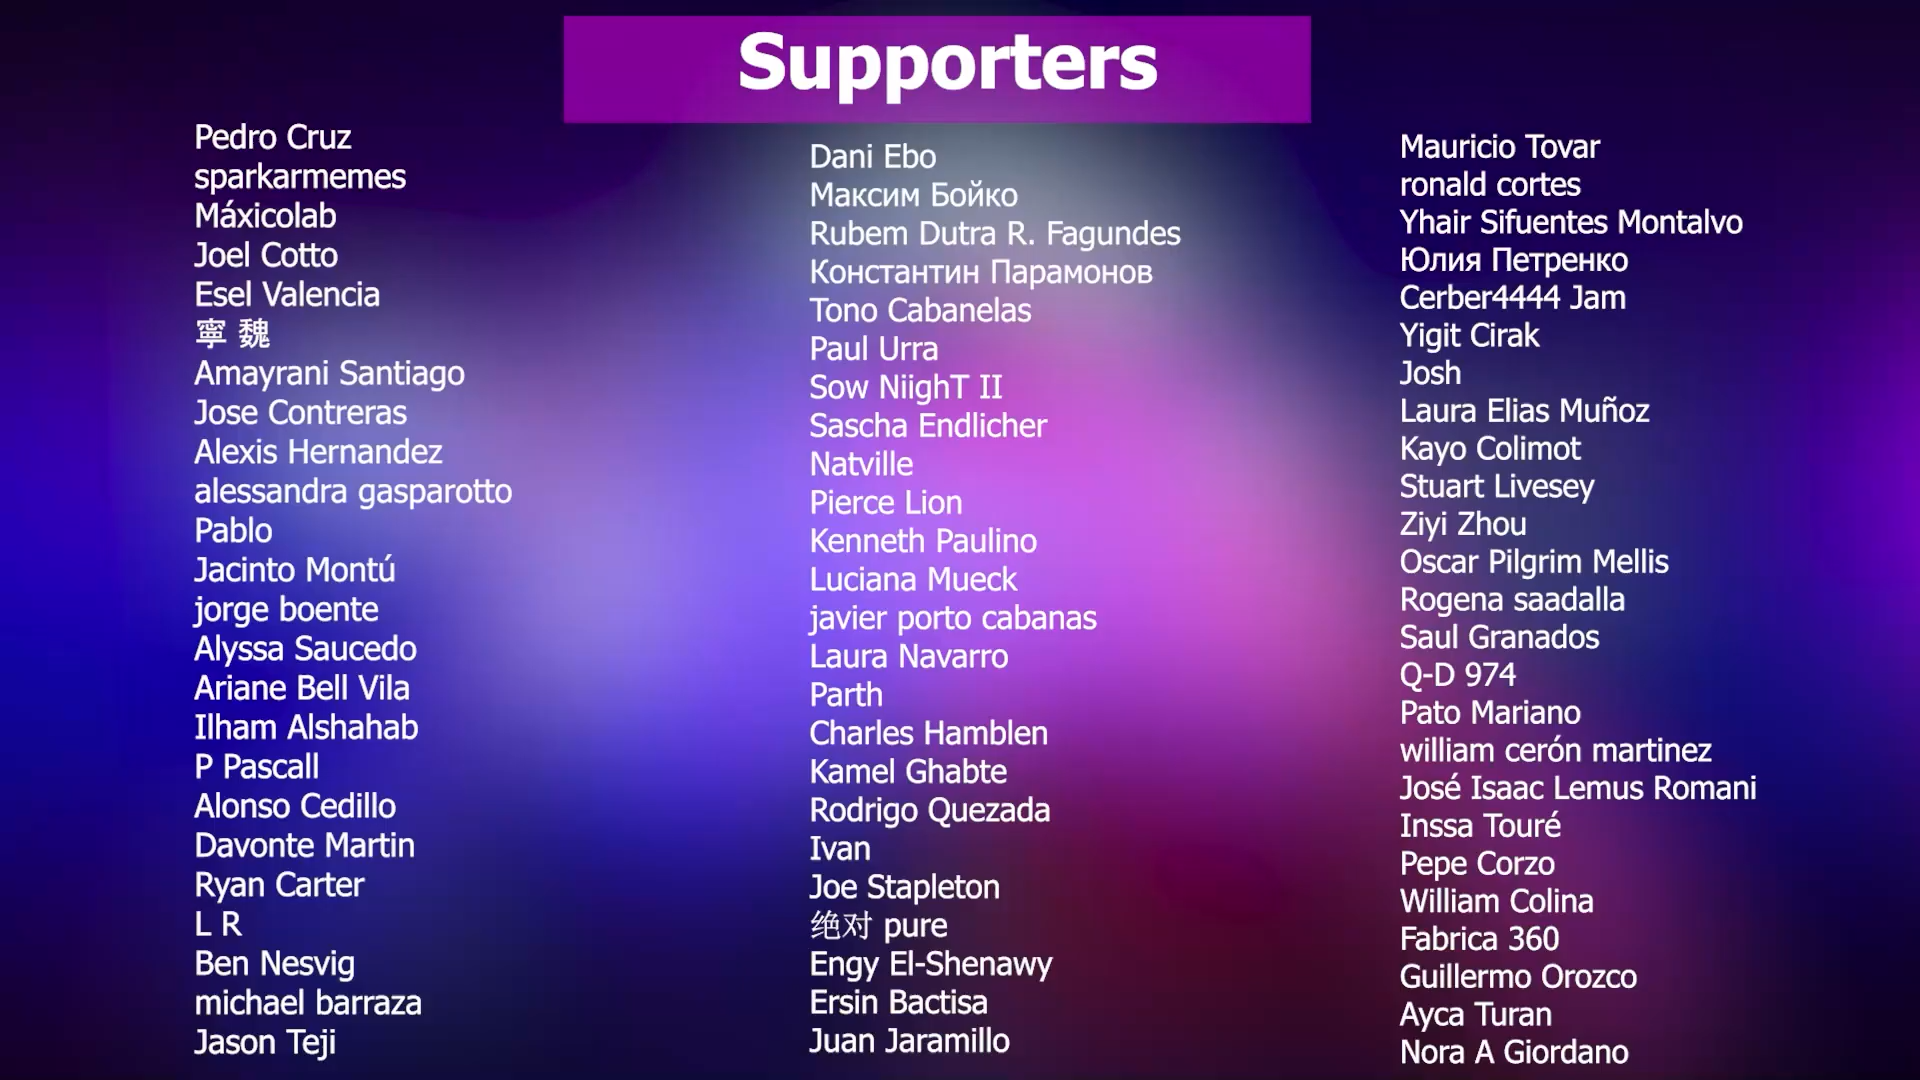 Supporters
Pedro Cruz
sparkarmemes
Máxicolab
Joel Cotto
Esel Valencia
寧 魏
Amayrani Santiago
Jose Contreras
Alexis Hernandez
alessandra gasparotto
Pablo
Jacinto Montú
jorge boente
Alyssa Saucedo
Ariane Bell Vila
Ilham Alshahab
P Pascall
Alonso Cedillo
Davonte Martin
Ryan Carter
L R
Ben Nesvig
michael barraza
Jason Teji
Dani Ebo
Максим Бойко
Rubem Dutra R. Fagundes
Константин Парамонов
Tono Cabanelas
Paul Urra
Sow NiighT II
Sascha Endlicher
Natville
Pierce Lion
Kenneth Paulino
Luciana Mueck
javier porto cabanas
Laura Navarro
Parth
Charles Hamblen
Kamel Ghabte
Rodrigo Quezada
Ivan
Joe Stapleton
绝对 pure
Engy El-Shenawy
Ersin Bactisa
Juan Jaramillo
Mauricio Tovar
ronald cortes
Yhair Sifuentes Montalvo
Юлия Петренко
Cerber4444 Jam
Yigit Cirak
Josh
Laura Elias Muñoz
Kayo Colimot
Stuart Livesey
Ziyi Zhou
Oscar Pilgrim Mellis
Rogena saadalla
Saul Granados
Q-D 974
Pato Mariano
william cerón martinez
José Isaac Lemus Romani
Inssa Touré
Pepe Corzo
William Colina
Fabrica 360
Guillermo Orozco
Ayca Turan
Nora A Giordano